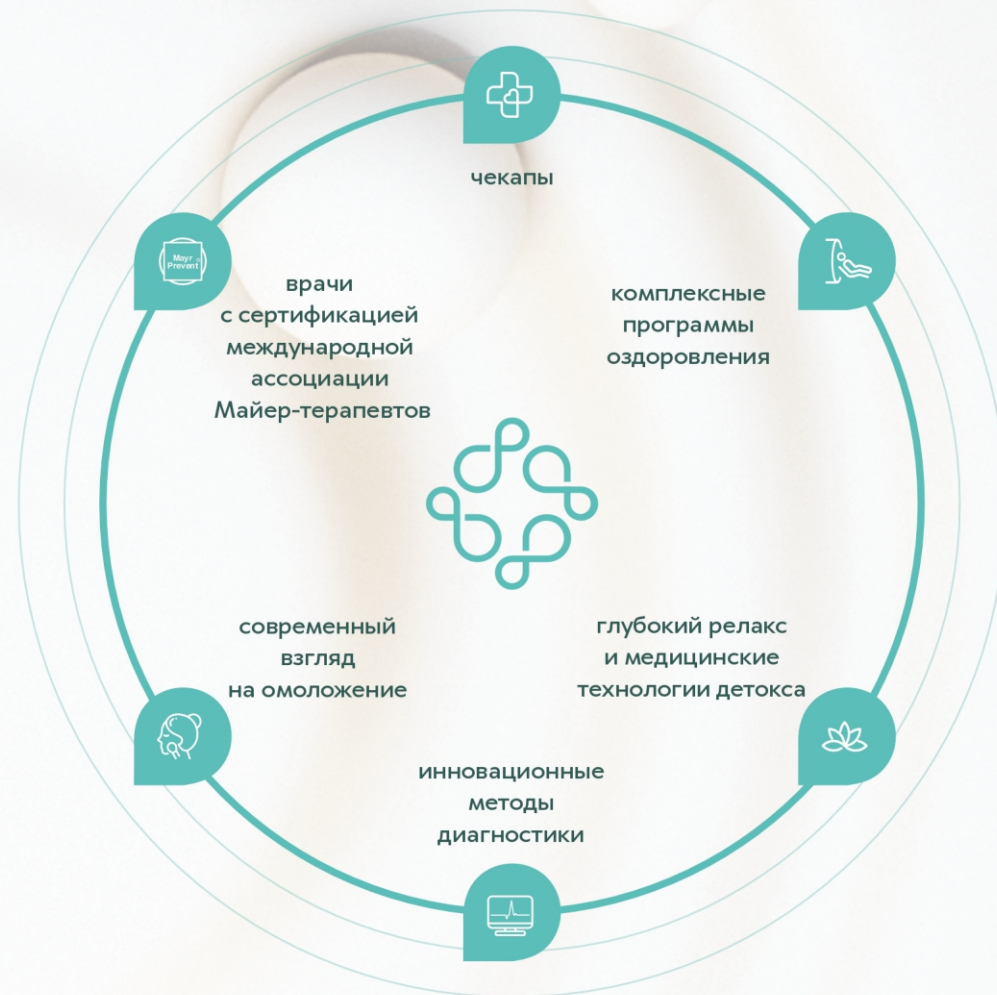 чекапы
Mayr
Prevent®
врачи
с сертификацией
международной
ассоциации
Майер-терапевтов
комплексные
программы
оздоровления
современный
взгляд
на омоложение
глубокий релакс
и медицинские
технологии детокса
инновационные
методы
диагностики